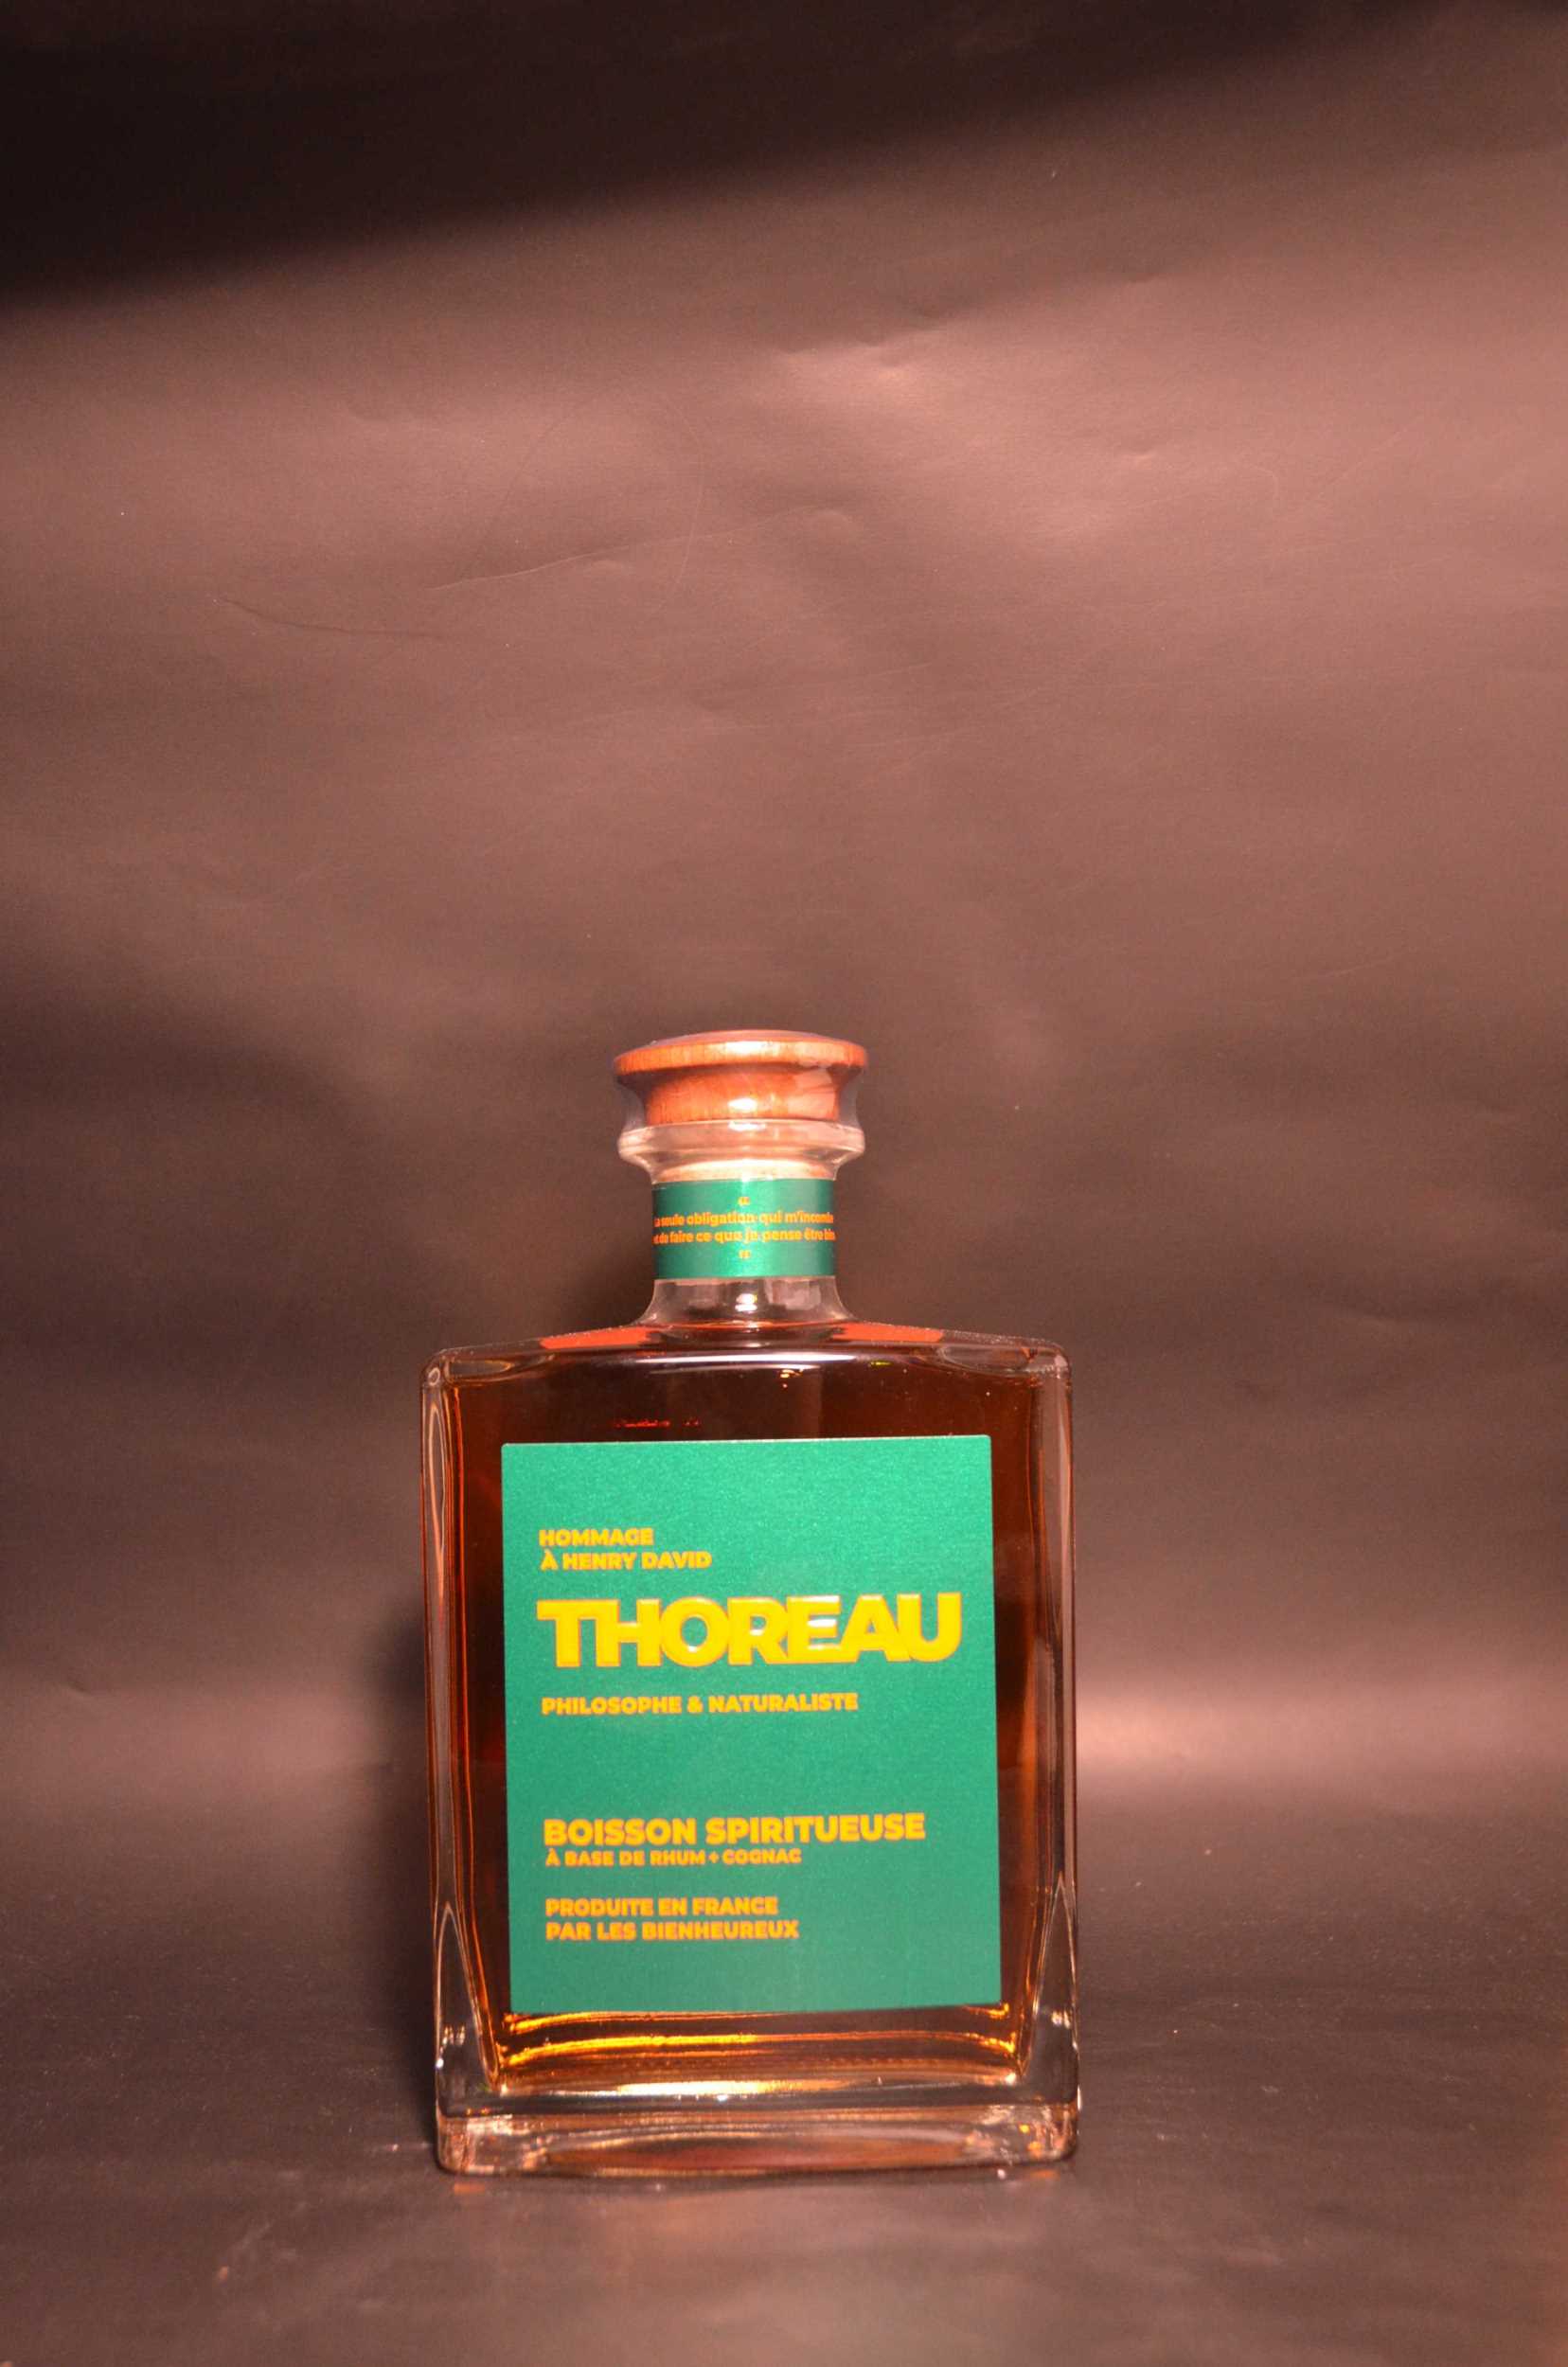 “
La seule obligation qui m'incombe
est de faire ce que je pense être bien
”
HOMMAGE
À HENRY DAVID
THOREAU
PHILOSOPHE & NATURALISTE
BOISSON SPIRITUEUSE
À BASE DE RHUM + COGNAC
PRODUITE EN FRANCE
PAR LES BIENHEUREUX